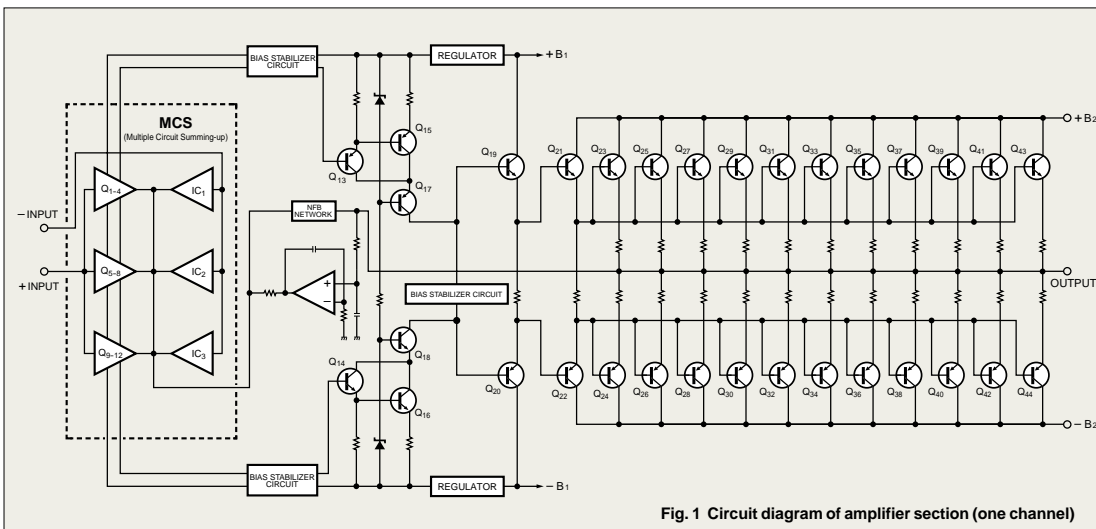 BIAS STABILIZER
CIRCUIT
REGULATOR
+B1
MCS
(Multiple Circuit Summing-up)
Q15
Q13
Q17
Q19
Q21
Q23
Q25
Q27
Q29
Q31
Q33
Q35
Q37
Q39
Q41
Q43
+B2
Q1-4
IC1
– INPUT
NFB
NETWORK
Q5-8
IC2
+ INPUT
+
–
BIAS STABILIZER CIRCUIT
OUTPUT
Q9-12
IC3
Q18
Q14
Q16
Q20
Q22
Q24
Q26
Q28
Q30
Q32
Q34
Q36
Q38
Q40
Q42
Q44
– B2
BIAS STABILIZER
CIRCUIT
REGULATOR
– B1
Fig. 1 Circuit diagram of amplifier section (one channel)